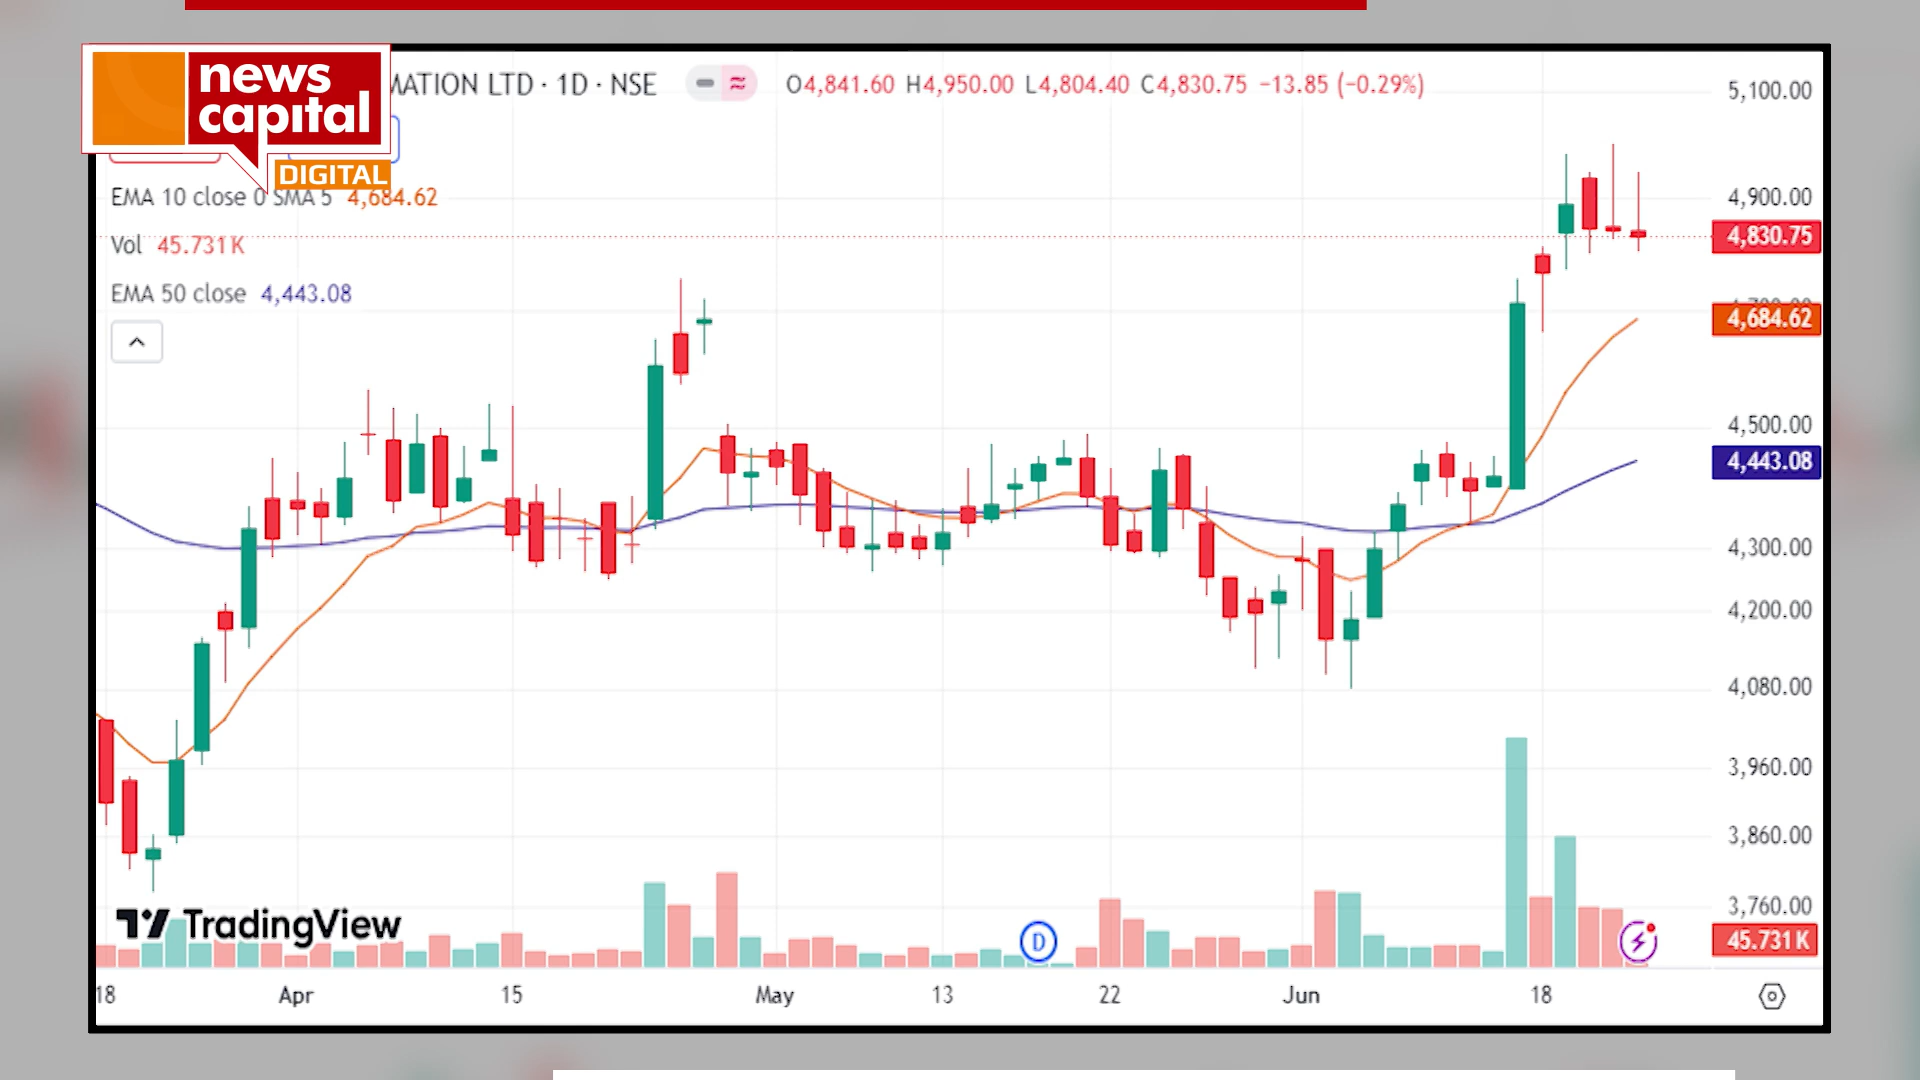 news
capital
DIGITAL
MATION LTD · 1D · NSE
O4,841.60 H4,950.00 L4,804.40 C4,830.75 −13.85 (−0.29%)
EMA 10 close 0 SMA 5 4,684.62
Vol 45.731K
EMA 50 close 4,443.08
5,100.00
4,900.00
4,830.75
4,684.62
4,500.00
4,443.08
4,300.00
4,200.00
4,080.00
3,960.00
3,860.00
3,760.00
45.731K
TradingView
D
18 Apr 15 May 13 22 Jun 18